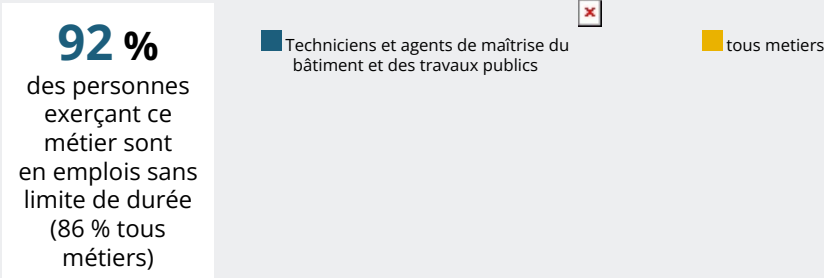 92 %
des personnes
exerçant ce
métier sont
en emplois sans
limite de durée
(86 % tous
métiers)
Techniciens et agents de maîtrise du
bâtiment et des travaux publics
tous metiers